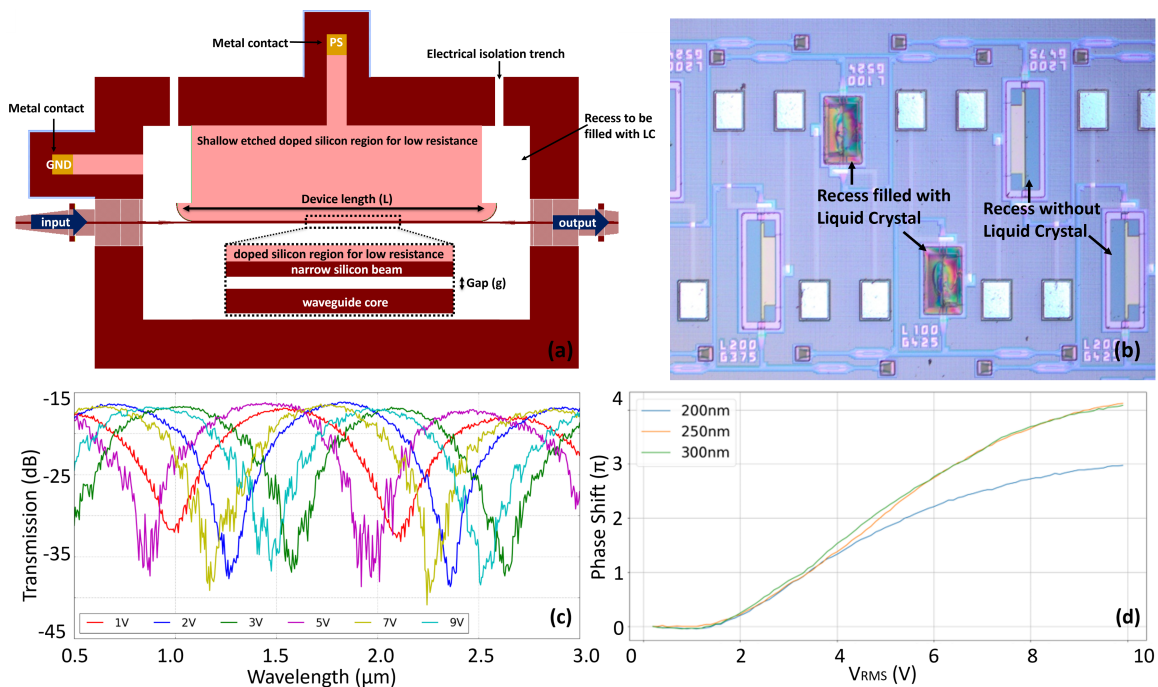 Metal contact
PS
Electrical isolation trench
Metal contact
GND
Shallow etched doped silicon region for low resistance
Recess to be
filled with LC
Device length (L)
input
output
doped silicon region for low resistance
narrow silicon beam
Gap (g)
waveguide core
(a)
4259
0017
5749
0027
Recess filled with
Liquid Crystal
Recess without
Liquid Crystal
L200
G375
L100
G425
L200
G425
(b)
-15
-25
-35
-45
Transmission (dB)
1V
2V
3V
5V
7V
9V
(c)
0.5
1.0
1.5
2.0
2.5
3.0
Wavelength (μm)
4
3
2
1
0
Phase Shift (π)
200nm
250nm
300nm
(d)
0
2
4
6
8
10
VRMS (V)